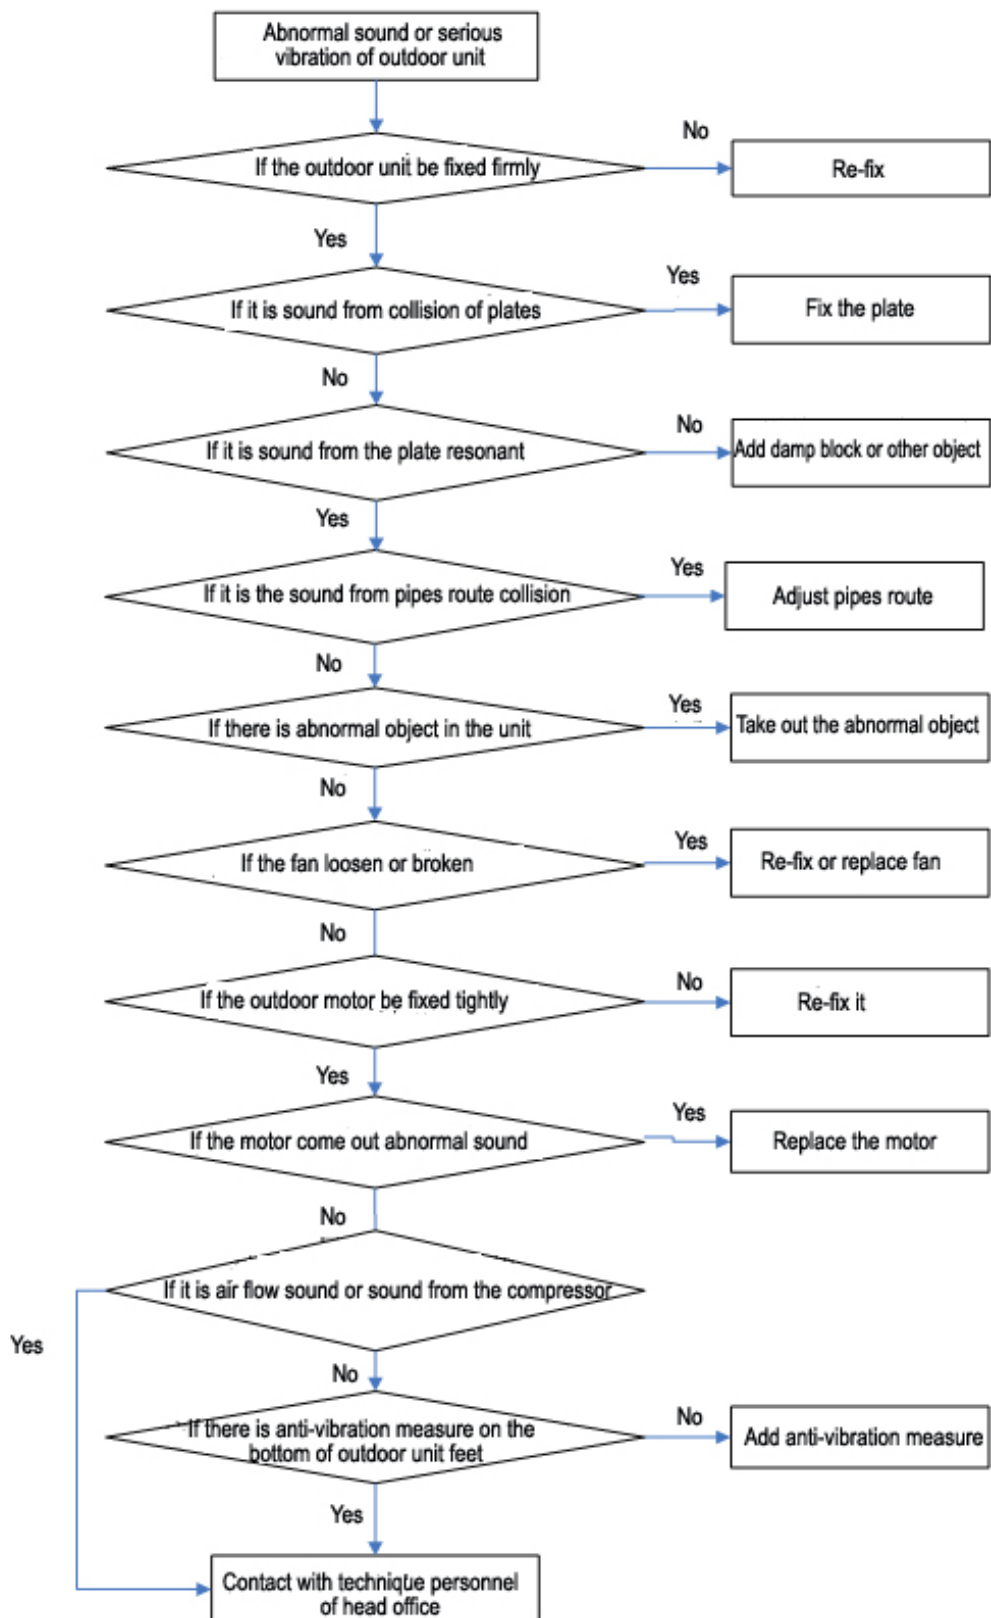 Abnormal sound or serious
vibration of outdoor unit
No
If the outdoor unit be fixed firmly
Re-fix
Yes
Yes
If it is sound from collision of plates
Fix the plate
No
No
If it is sound from the plate resonant
Add damp block or other object
Yes
Yes
If it is the sound from pipes route collision
Adjust pipes route
No
Yes
If there is abnormal object in the unit
Take out the abnormal object
No
Yes
If the fan loosen or broken
Re-fix or replace fan
No
No
If the outdoor motor be fixed tightly
Re-fix it
Yes
Yes
If the motor come out abnormal sound
Replace the motor
No
If it is air flow sound or sound from the compressor
Yes
No
If there is anti-vibration measure on the
bottom of outdoor unit feet
No
Add anti-vibration measure
Yes
Contact with technique personnel
of head office